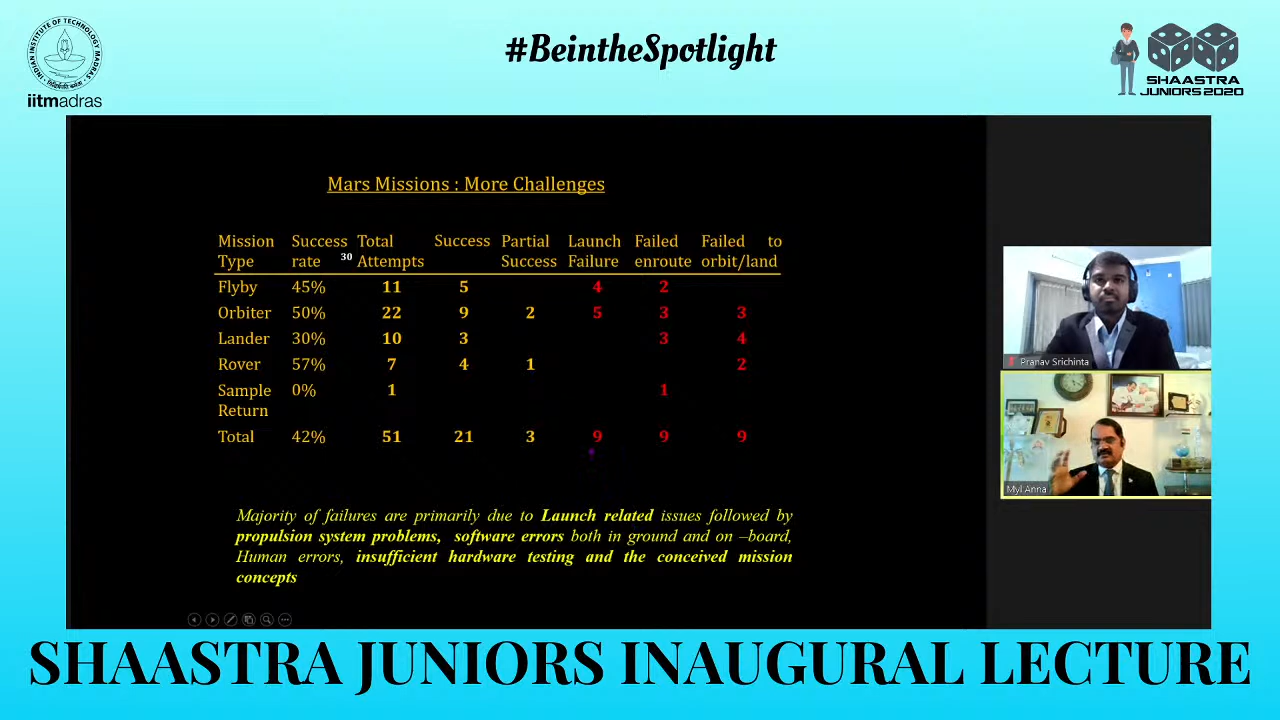 INDIAN INSTITUTE OF TECHNOLOGY MADRAS
iitmadras
#BeintheSpotlight
SHAASTRA
JUNIORS 2020
Mars Missions : More Challenges
Mission Success Total Success Partial Launch Failed Failed to
Type rate 30 Attempts Success Failure enroute orbit/land
Flyby 45% 11 5 4 2
Orbiter 50% 22 9 2 5 3 3
Lander 30% 10 3 3 4
Rover 57% 7 4 1 2
Sample 0% 1 1
Return
Total 42% 51 21 3 9 9 9
Majority of failures are primarily due to Launch related issues followed by
propulsion system problems, software errors both in ground and on –board,
Human errors, insufficient hardware testing and the conceived mission
concepts
Pranav Srichinta
Myl Anna
SHAASTRA JUNIORS INAUGURAL LECTURE